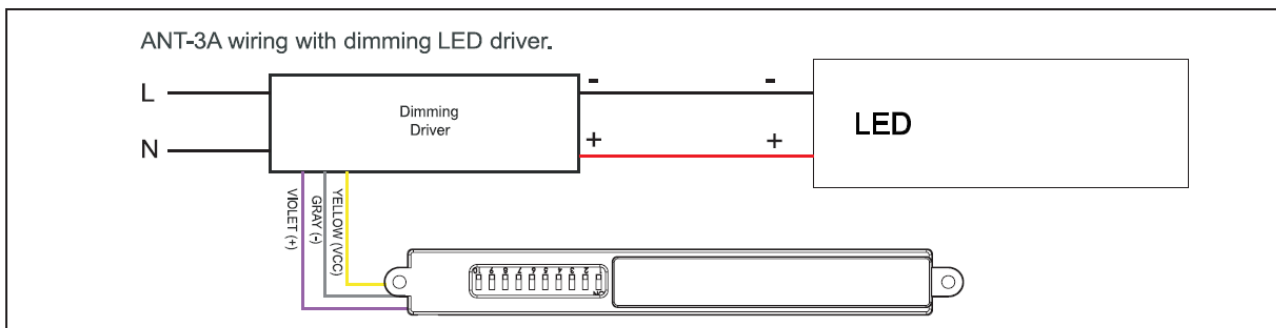 ANT-3A wiring with dimming LED driver.
L
N
Dimming
Driver
-
+
-
+
LED
VIOLET (+)
GRAY (-)
YELLOW (VCC)